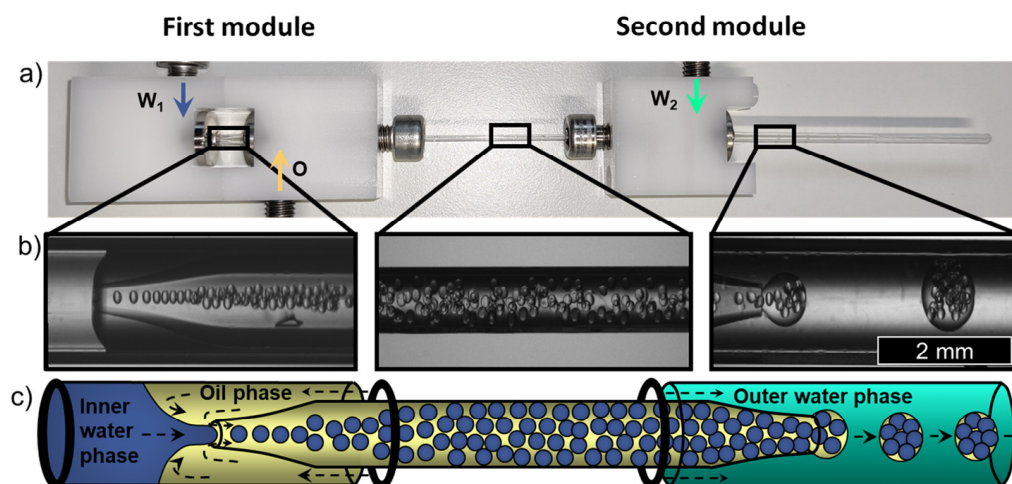 First module
Second module
a)
W1
O
W2
b)
2 mm
c)
Inner
water
phase
Oil phase
Outer water phase